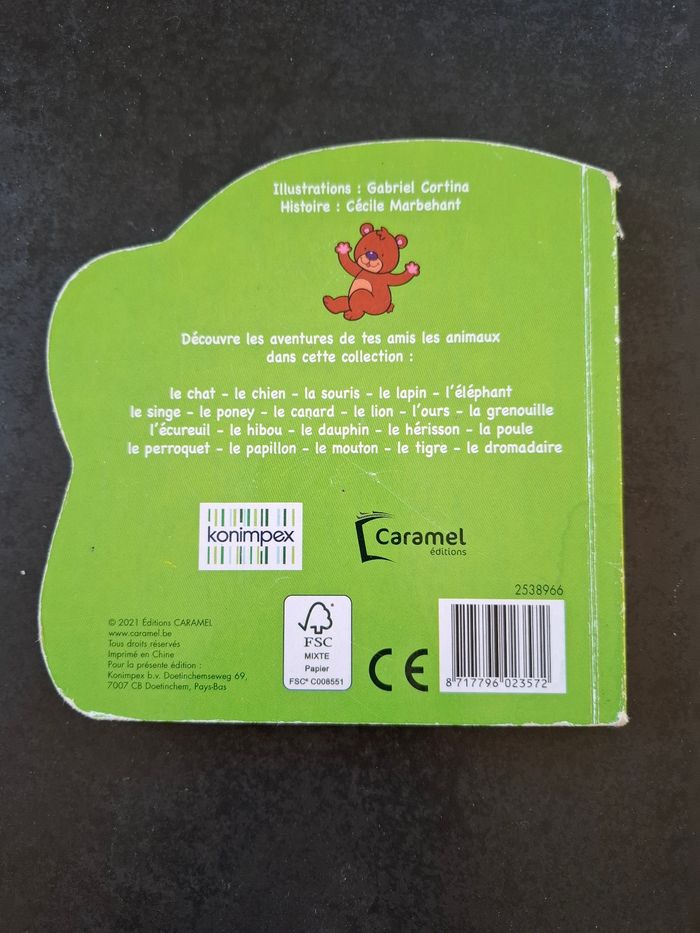 Illustrations : Gabriel Cortina
Histoire : Cécile Marbehant
Découvre les aventures de tes amis les animaux
dans cette collection :
le chat - le chien - la souris - le lapin - l'éléphant
le singe - le poney - le canard - le lion - l'ours - la grenouille
l'écureuil - le hibou - le dauphin - le hérisson - la poule
le perroquet - le papillon - le mouton - le tigre - le dromadaire
konimpex
Caramel
éditions
2538966
© 2021 Éditions CARAMEL
www.caramel.be
Tous droits réservés
Imprimé en Chine
Pour la présente édition :
Konimpex b.v. Doetinchemseweg 69,
7007 CB Doetinchem, Pays-Bas
FSC
MIXTE
Papier
FSC® C008551
CE
8 717796 023572